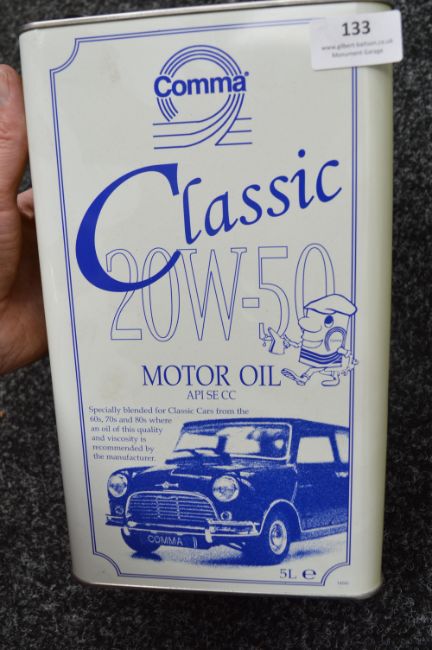 133
www.gilbert-baitson.co.uk
Monument Garage
Comma®
Classic
20W-50
MOTOR OIL
API SE CC
Specially blended for Classic Cars from the
60s, 70s and 80s where
an oil of this quality
and viscosity is
recommended by
the manufacturer.
COMMA
5L e